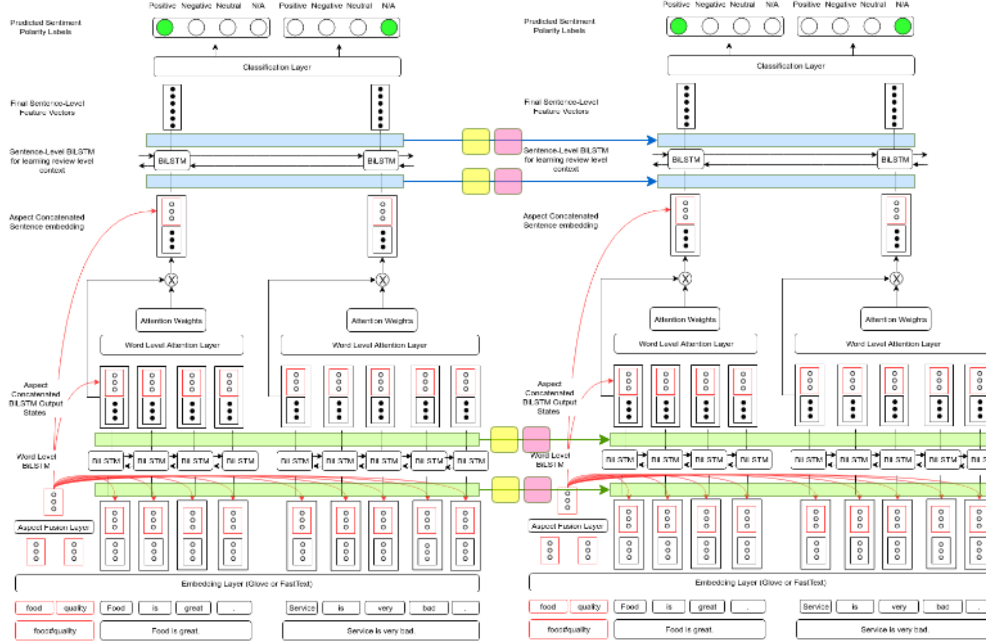 Predicted Sentiment
Polarity Labels
Positive Negative Neutral N/A
Positive Negative Neutral N/A
Classification Layer
Final Sentence-Level
Feature Vectors
Sentence-Level BiLSTM
for learning review level
context
BiLSTM
BiLSTM
Aspect Concatenated
Sentence embedding
X
X
Attention Weights
Attention Weights
Word Level Attention Layer
Word Level Attention Layer
Aspect
Concatenated
BiLSTM Output
States
Word Level
BiLSTM
BiLSTM BiLSTM BiLSTM BiLSTM
BiLSTM BiLSTM BiLSTM BiLSTM BiLSTM
Aspect Fusion Layer
Embedding Layer (Glove or FastText)
food quality Food is great .
Service is very bad .
food#quality
Food is great.
Service is very bad.
Predicted Sentiment
Polarity Labels
Positive Negative Neutral N/A
Positive Negative Neutral N/A
Classification Layer
Final Sentence-Level
Feature Vectors
Sentence-Level BiLSTM
for learning review level
context
BiLSTM
BiLSTM
Aspect Concatenated
Sentence embedding
X
X
Attention Weights
Attention Weights
Word Level Attention Layer
Word Level Attention Layer
Aspect
Concatenated
BiLSTM Output
States
Word Level
BiLSTM
BiLSTM BiLSTM BiLSTM BiLSTM
BiLSTM BiLSTM BiLSTM BiLSTM
Aspect Fusion Layer
Embedding Layer (Glove or FastText)
food quality Food is great .
Service is very bad .
food#quality
Food is great.
Service is very bad.